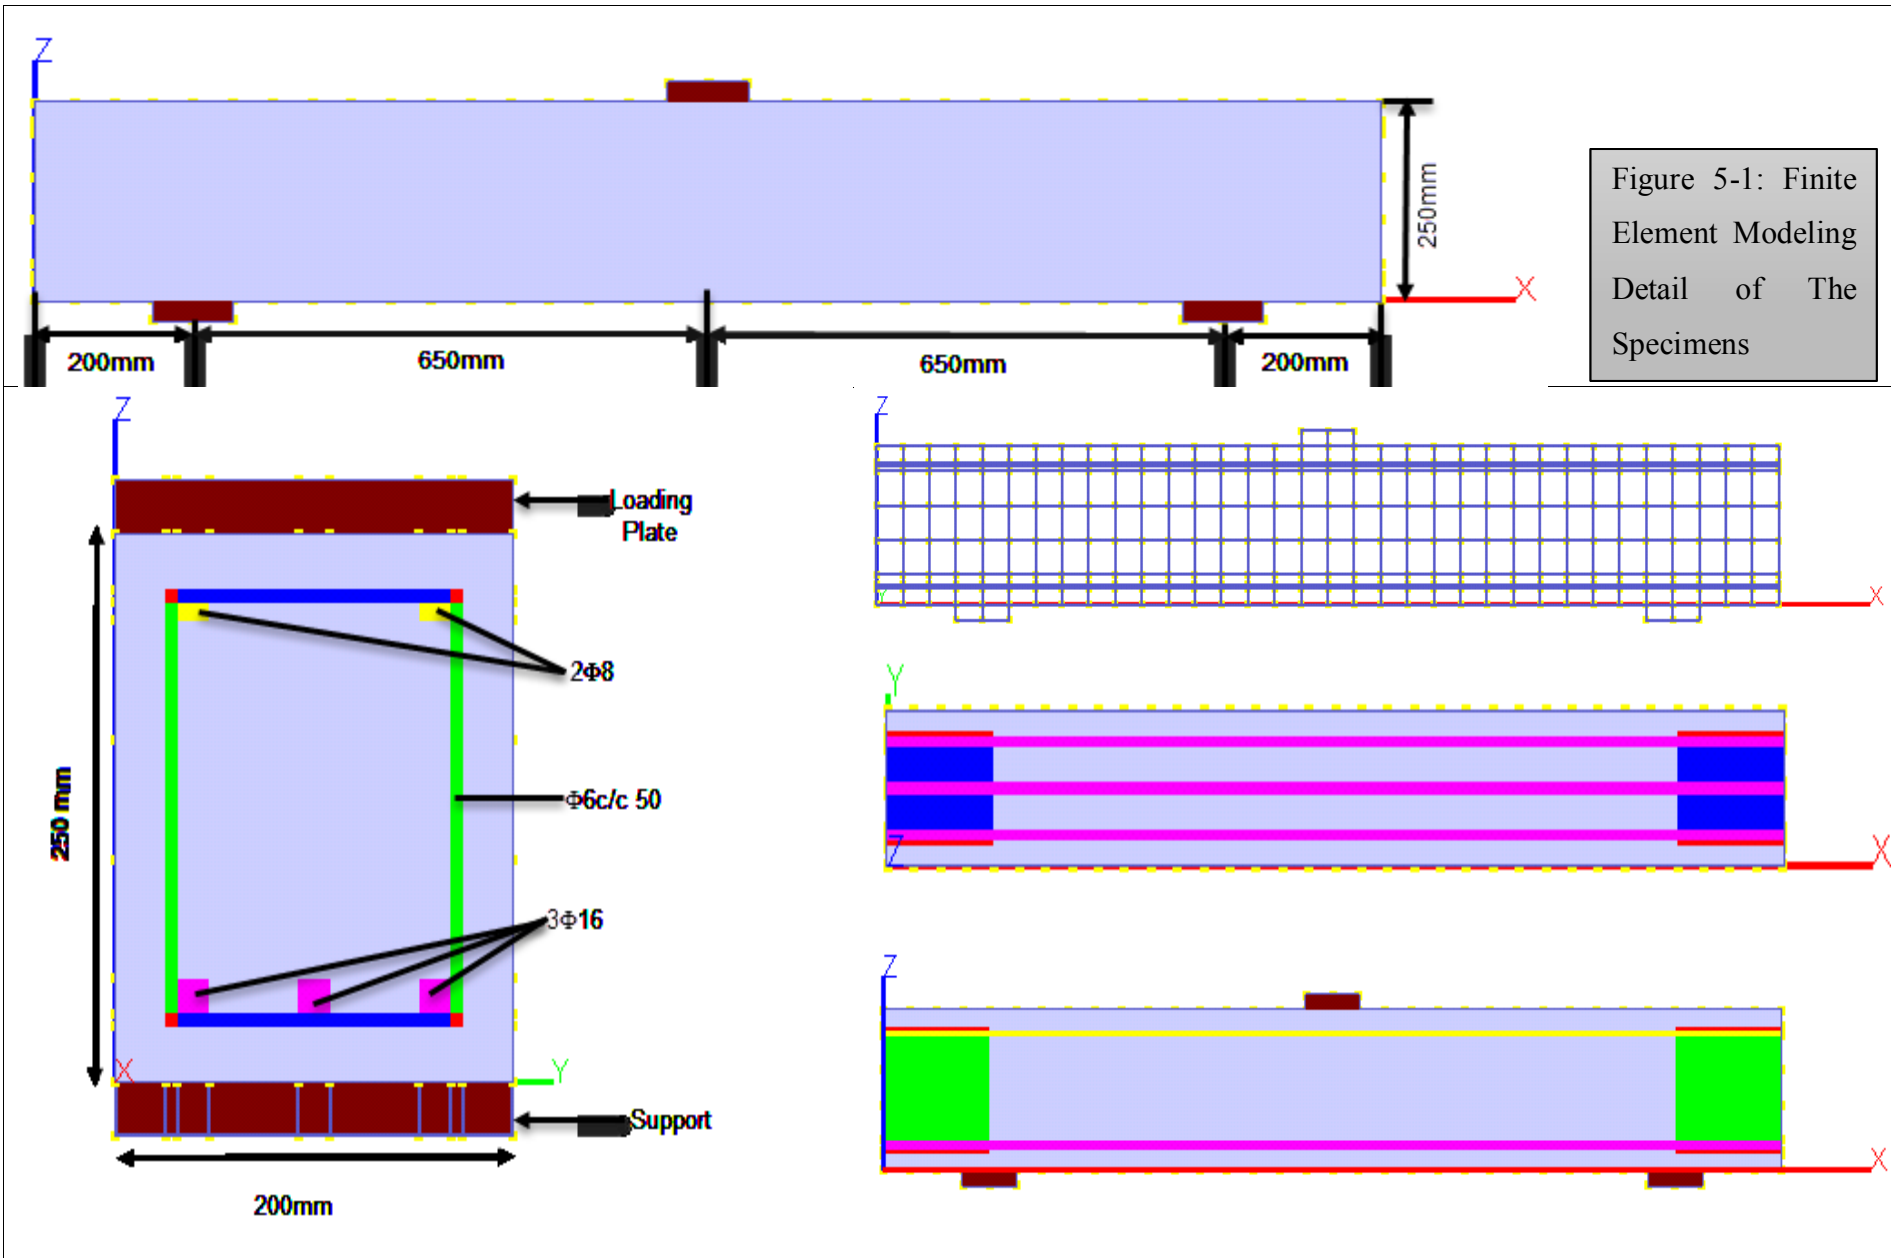 Z
250mm
X
200mm
650mm
650mm
200mm
Figure 5-1: Finite
Element Modeling
Detail of The
Specimens
Z
Loading
Plate
2Φ8
250 mm
Φ6c/c 50
3Φ16
X
Y
Support
200mm
Z
Y
X
Y
Z
X
Z
X